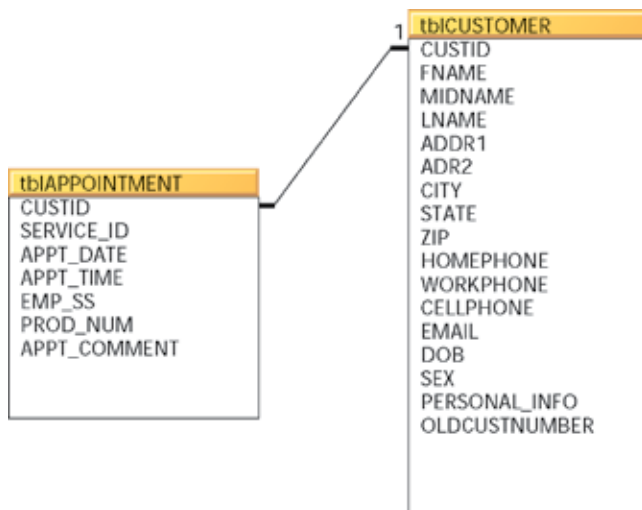 1
tblCUSTOMER
CUSTID
FNAME
MIDNAME
LNAME
ADDR1
ADR2
CITY
STATE
ZIP
HOMEPHONE
WORKPHONE
CELLPHONE
EMAIL
DOB
SEX
PERSONAL_INFO
OLDCUSTNUMBER
tblAPPOINTMENT
CUSTID
SERVICE_ID
APPT_DATE
APPT_TIME
EMP_SS
PROD_NUM
APPT_COMMENT